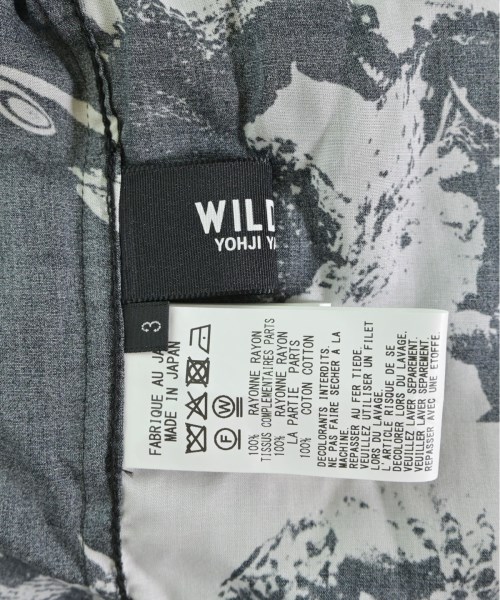 WILD
YOHJI YA
3
FABRIQUE AU JA
MADE IN JAPAN
F
W
100% RAYONNE RAYON
TISSUS COMPLEMENTAIRES PARTS
100% RAYONNE RAYON
LA PARTIE PARTS
100% COTON COTTON
DECOLORANTS INTERDITS.
NE PAS FAIRE SECHER A LA
MACHINE.
REPASSER AU FER TIEDE.
VEUILLEZ UTILISER UN FILET
LORS DU LAVAGE.
L'ARTICLE RISQUE DE SE
DECOLORER LORS DU LAVAGE.
VEUILLEZ LAVER SEPAREMENT.
VEUILLER LAYER SEPAREMENT.
REPASSER AVEC UNE ETOFFE